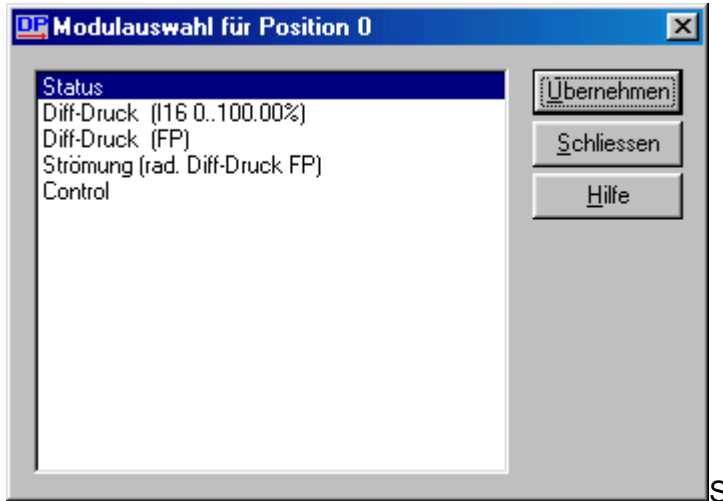 DP Modulauswahl für Position 0
Status
Diff-Druck (I16 0..100.00%)
Diff-Druck (FP)
Strömung (rad. Diff-Druck FP)
Control
Übernehmen
Schliessen
Hilfe
s